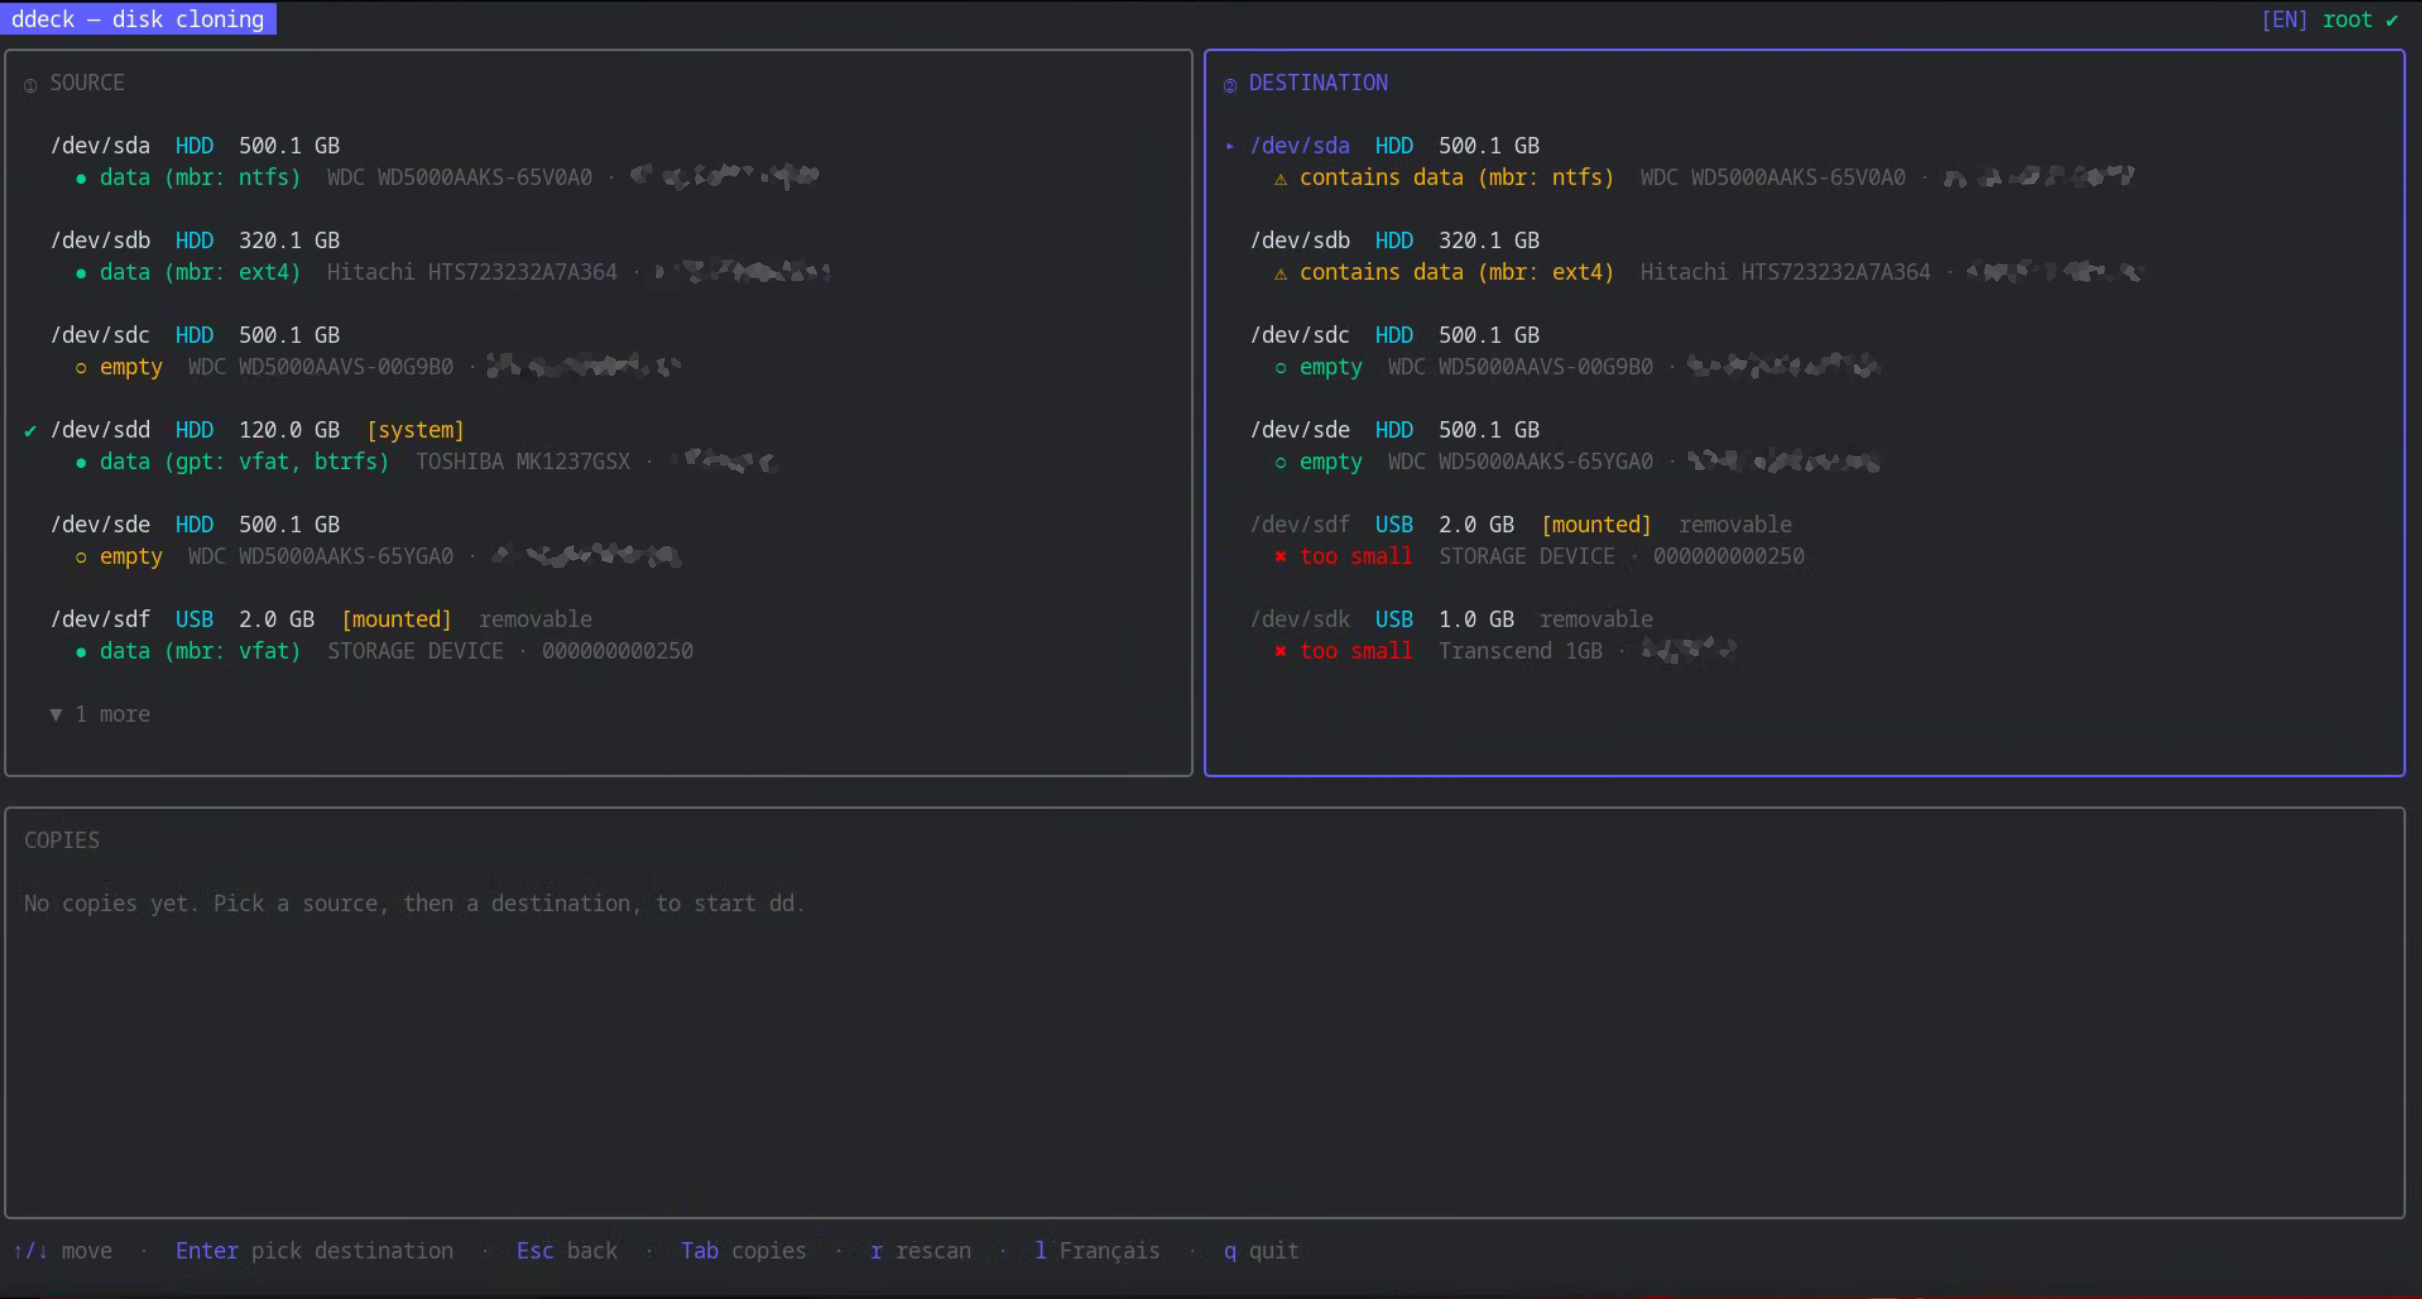 ddeck — disk cloning
[EN] root ✔
① SOURCE
/dev/sda HDD 500.1 GB
● data (mbr: ntfs) WDC WD5000AAKS-65V0A0 ·
/dev/sdb HDD 320.1 GB
● data (mbr: ext4) Hitachi HTS723232A7A364 ·
/dev/sdc HDD 500.1 GB
○ empty WDC WD5000AAVS-00G9B0 ·
✔ /dev/sdd HDD 120.0 GB [system]
● data (gpt: vfat, btrfs) TOSHIBA MK1237GSX ·
/dev/sde HDD 500.1 GB
○ empty WDC WD5000AAKS-65YGA0 ·
/dev/sdf USB 2.0 GB [mounted] removable
● data (mbr: vfat) STORAGE DEVICE · 000000000250
▼ 1 more
② DESTINATION
▸ /dev/sda HDD 500.1 GB
⚠ contains data (mbr: ntfs) WDC WD5000AAKS-65V0A0 ·
/dev/sdb HDD 320.1 GB
⚠ contains data (mbr: ext4) Hitachi HTS723232A7A364 ·
/dev/sdc HDD 500.1 GB
○ empty WDC WD5000AAVS-00G9B0 ·
/dev/sde HDD 500.1 GB
○ empty WDC WD5000AAKS-65YGA0 ·
/dev/sdf USB 2.0 GB [mounted] removable
✖ too small STORAGE DEVICE · 000000000250
/dev/sdk USB 1.0 GB removable
✖ too small Transcend 1GB ·
COPIES
No copies yet. Pick a source, then a destination, to start dd.
↑/↓ move · Enter pick destination · Esc back · Tab copies · r rescan · l Français · q quit